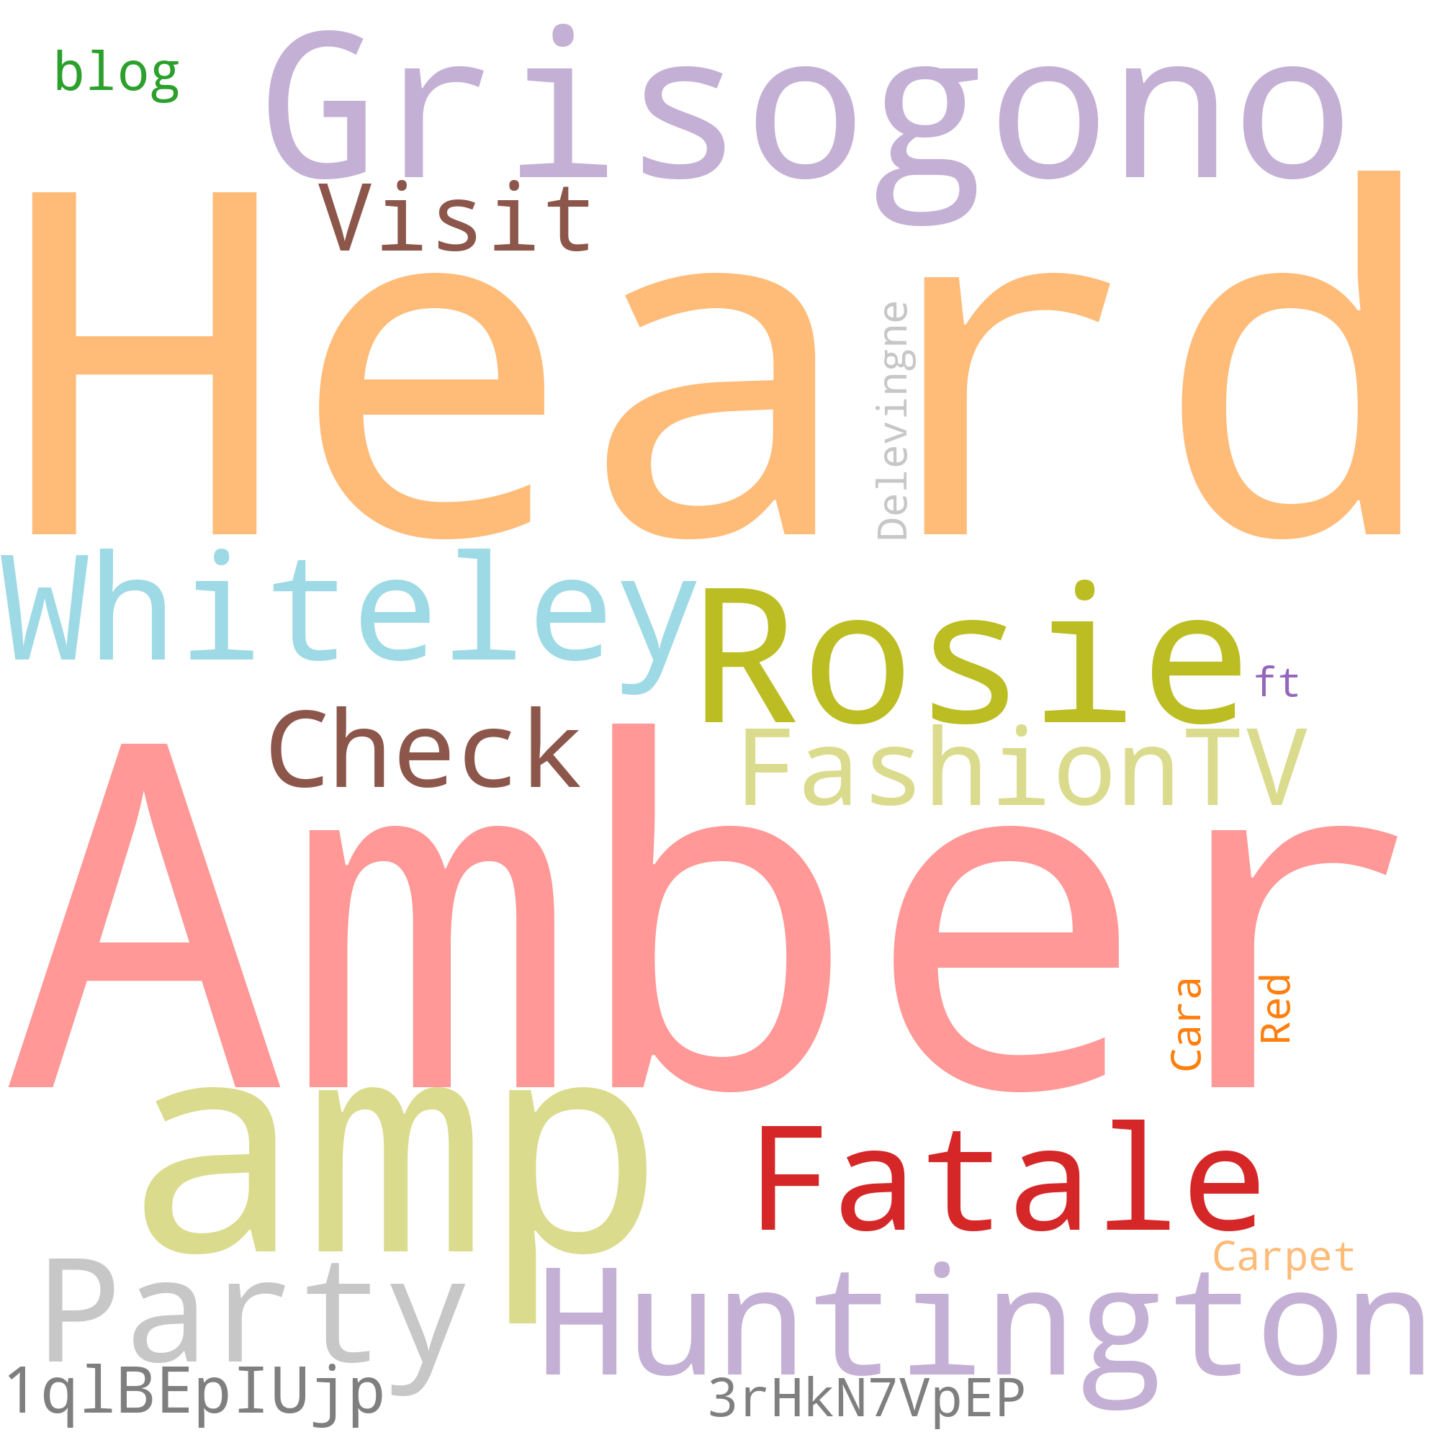 blog
Grisogono
Visit
Heard
Delevingne
Whiteley
Rosie
ft
Check
FashionTV
Amber
Cara
Red
amp
Fatale
Carpet
Party
Huntington
1qlBEpIUjp
3rHkN7VpEP